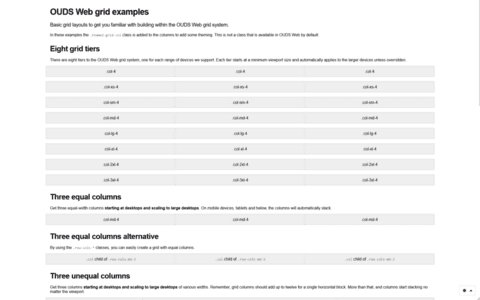 OUDS Web grid examples
Basic grid layouts to get you familiar with building within the OUDS Web grid system.
In these examples the .themed-grid-col class is added to the columns to add some theming. This is not a class that is available in OUDS Web by default.
Eight grid tiers
There are eight tiers to the OUDS Web grid system, one for each range of devices we support. Each tier starts at a minimum viewport size and automatically applies to the larger devices unless overridden.
.col-4 .col-4 .col-4
.col-xs-4 .col-xs-4 .col-xs-4
.col-sm-4 .col-sm-4 .col-sm-4
.col-md-4 .col-md-4 .col-md-4
.col-lg-4 .col-lg-4 .col-lg-4
.col-xl-4 .col-xl-4 .col-xl-4
.col-2xl-4 .col-2xl-4 .col-2xl-4
.col-3xl-4 .col-3xl-4 .col-3xl-4
Three equal columns
Get three equal-width columns starting at desktops and scaling to large desktops. On mobile devices, tablets and below, the columns will automatically stack.
.col-md-4 .col-md-4 .col-md-4
Three equal columns alternative
By using the .row-cols-* classes, you can easily create a grid with equal columns.
.col child of .row-cols-md-3 .col child of .row-cols-md-3 .col child of .row-cols-md-3
Three unequal columns
Get three columns starting at desktops and scaling to large desktops of various widths. Remember, grid columns should add up to twelve for a single horizontal block. More than that, and columns start stacking no matter the viewport.